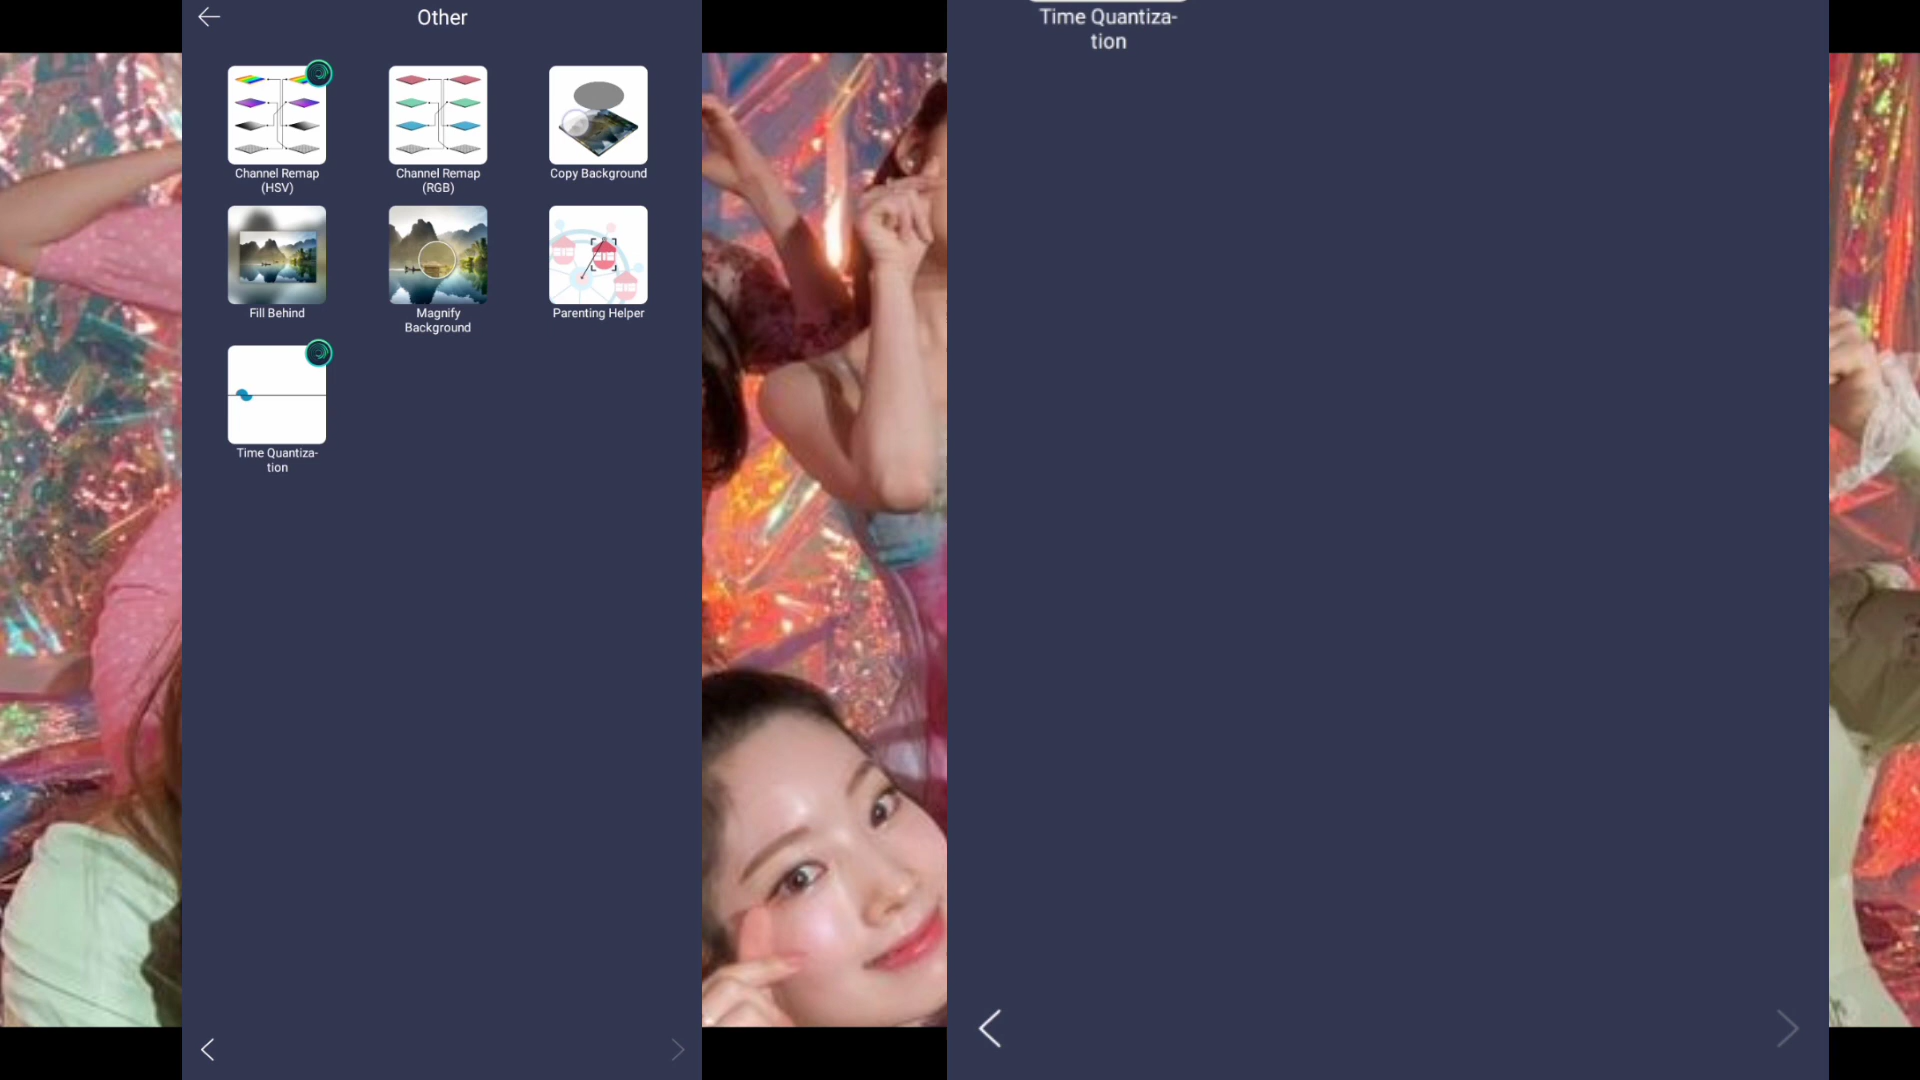 Other
Channel Remap
(HSV)
Channel Remap
(RGB)
Copy Background
Fill Behind
Magnify
Background
Parenting Helper
Time Quantiza-
tion
Time Quantiza-
tion